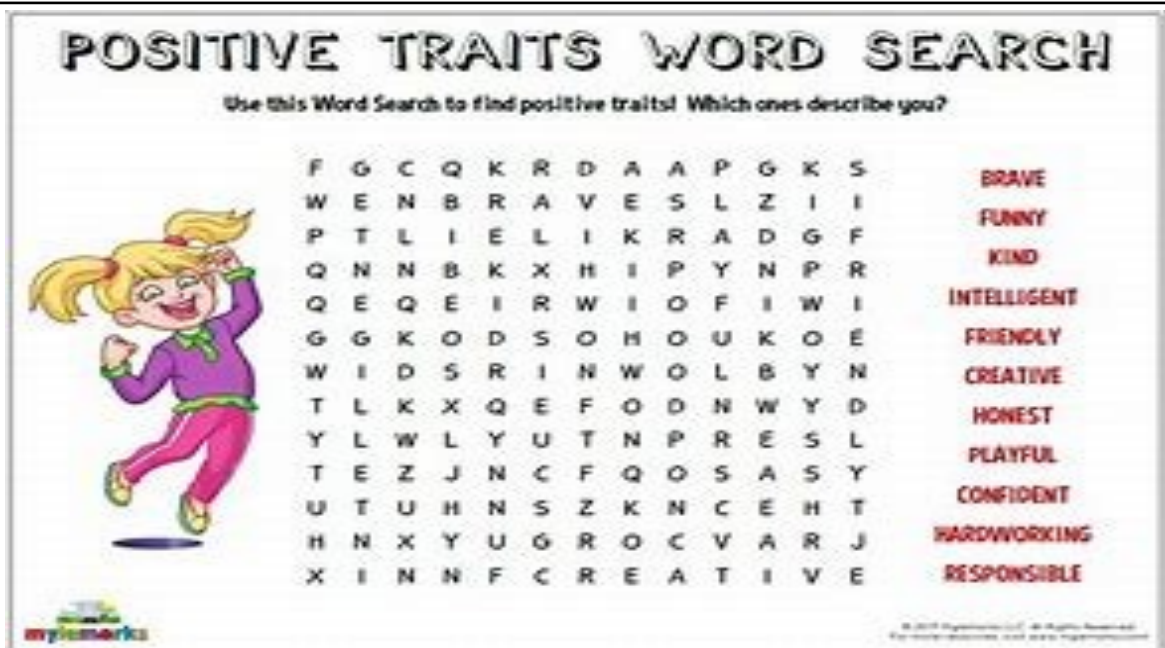 POSITIVE TRAITS WORD SEARCH
Use this Word Search to find positive traits! Which ones describe you?
F G C Q K R D A A P G K S
W E N B R A V E S L Z I I
P T L I E L I K R A D G F
Q N N B K X H I P Y N P R
Q E Q E I R W I O F I W I
G G K O D S O H O U K O E
W I D S R I N W O L B Y N
T L K X Q E F O D N W Y D
Y L W L Y U T N P R E S L
T E Z J N C F Q O S A S Y
U T U H N S Z K N C E H T
H N X Y U G R O C V A R J
X I N N F C R E A T I V E
BRAVE
FUNNY
KIND
INTELLIGENT
FRIENDLY
CREATIVE
HONEST
PLAYFUL
CONFIDENT
HARDWORKING
RESPONSIBLE
mylemarks